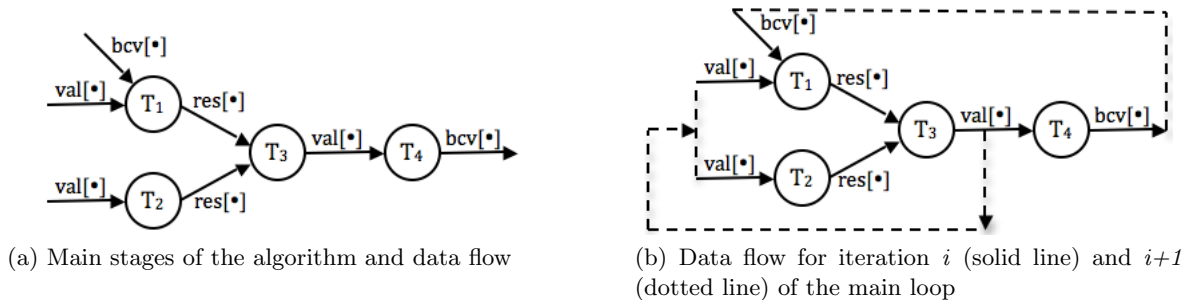 bcv[•]
val[•]
T1
res[•]
T3
val[•]
T4
bcv[•]
val[•]
T2
res[•]
(a) Main stages of the algorithm and data flow
bcv[•]
val[•]
T1
res[•]
T3
val[•]
T4
bcv[•]
val[•]
T2
res[•]
(b) Data flow for iteration i (solid line) and i+1
(dotted line) of the main loop